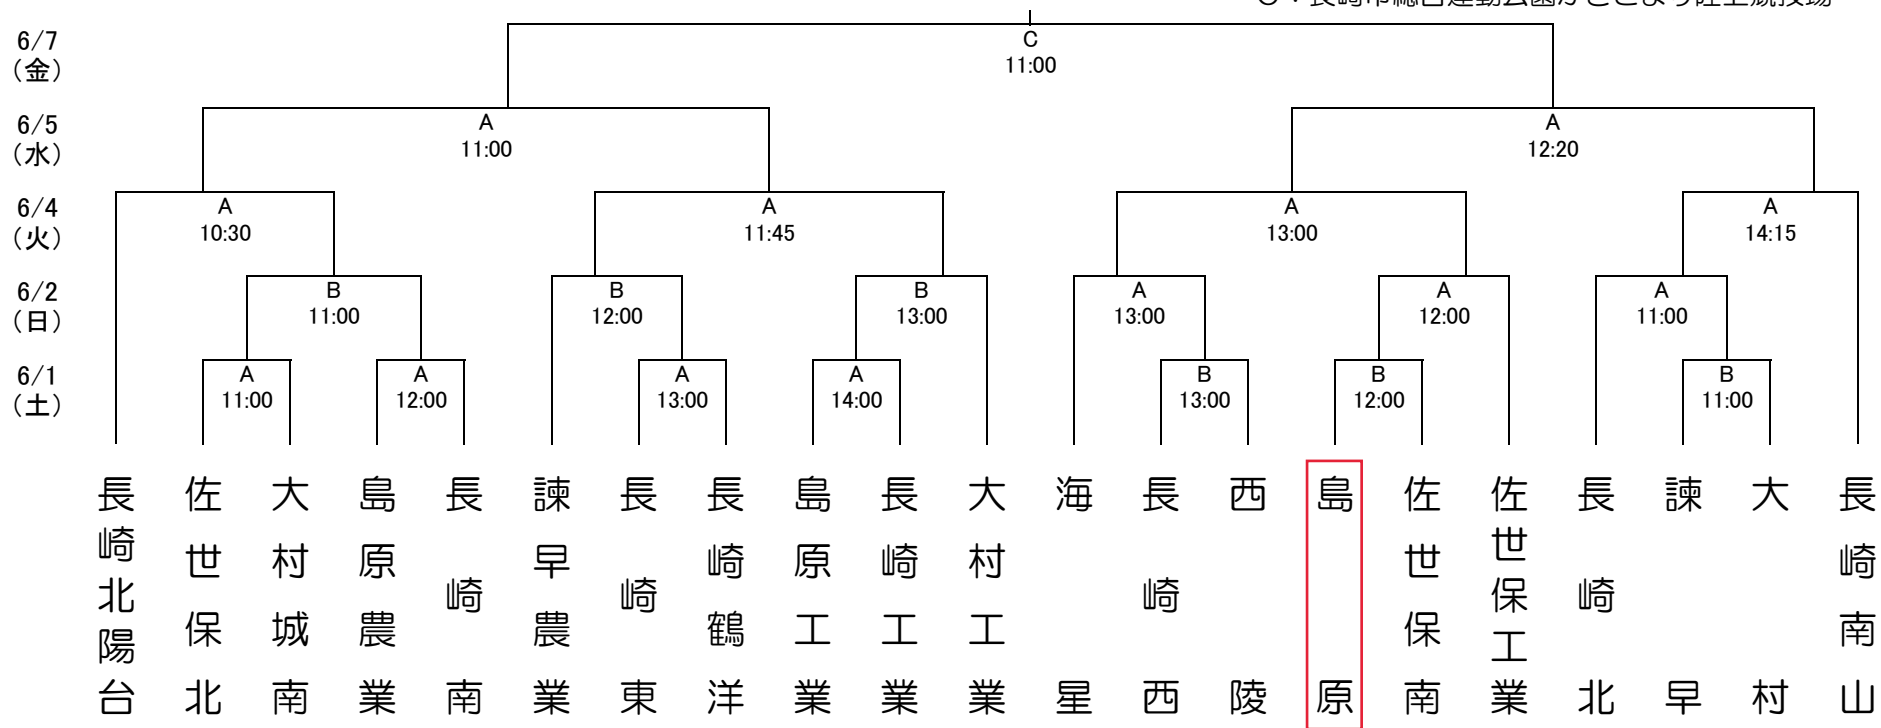 C：長崎市総合運動公園かきどまり陸上競技場
6/7
（金）
C
11:00
6/5
（水）
A
11:00
A
12:20
6/4
（火）
A
10:30
A
11:45
A
13:00
A
14:15
6/2
（日）
B
11:00
B
12:00
B
13:00
A
13:00
A
12:00
A
11:00
6/1
（土）
A
11:00
A
12:00
A
13:00
A
14:00
B
13:00
B
12:00
B
11:00
長崎北陽台
佐世保北
大村城南
島原農業
長崎南
諫早農業
長崎東
長崎鶴洋
島原工業
長崎工業
大村工業
海星
長崎西
西陵
島原
佐世保南
佐世保工業
長崎北
諫早
大村
長崎南山